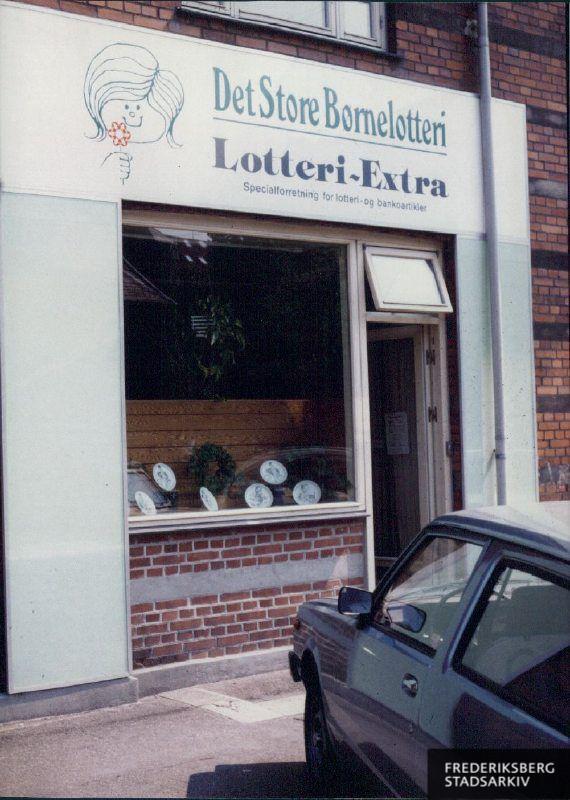 Det Store Børnelotteri
Lotteri-Extra
Specialforretning for lotteri- og bankoartikler
FREDERIKSBERG
STADSARKIV